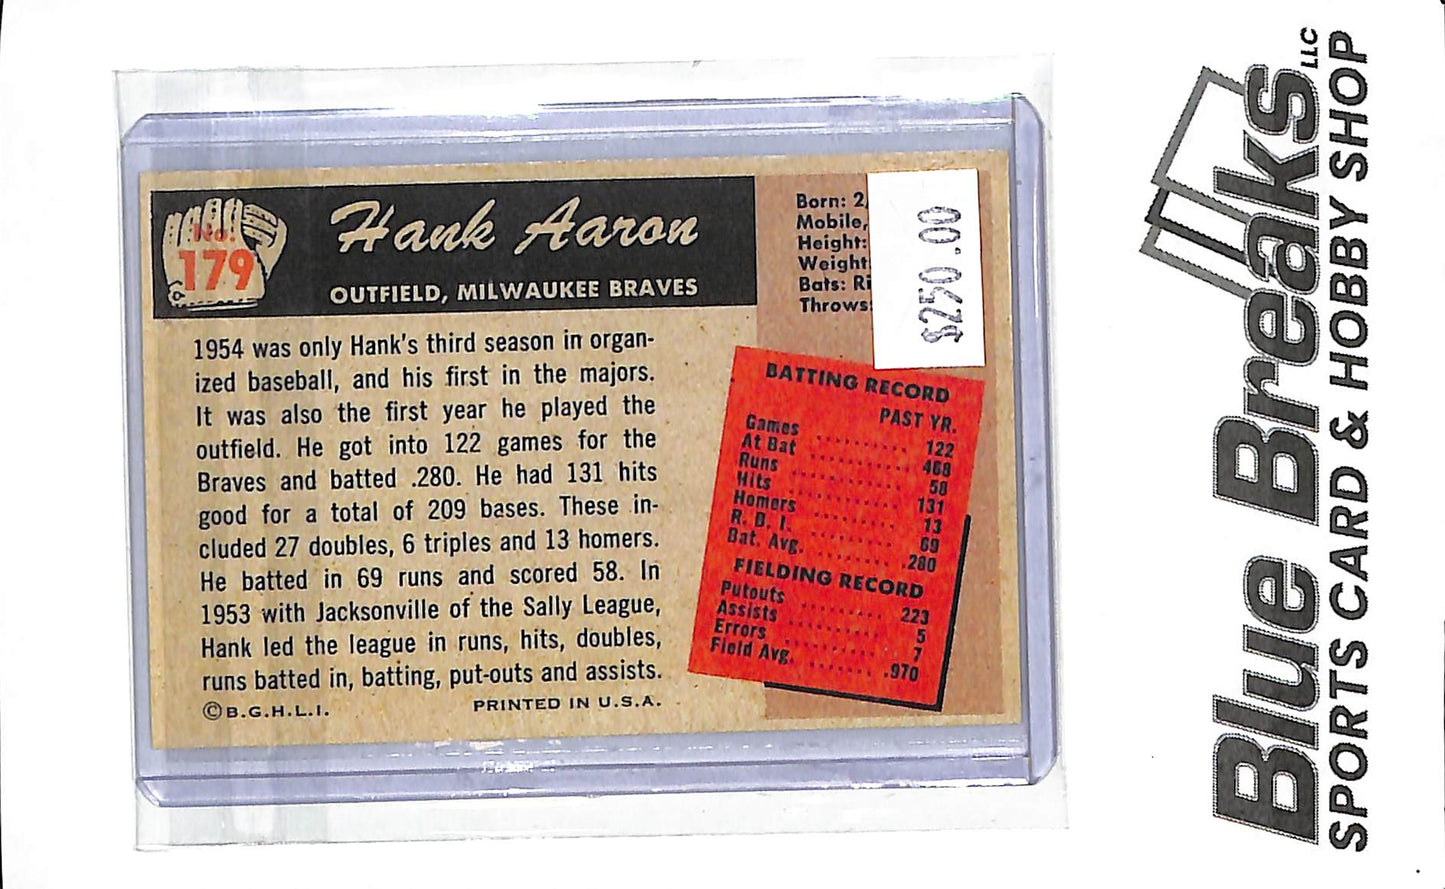 No.
179
Hank Aaron
OUTFIELD, MILWAUKEE BRAVES
Born: 2,
Mobile,
Height:
Weight
Bats: Ri
Throws:
$250.00
1954 was only Hank's third season in organ-
ized baseball, and his first in the majors.
It was also the first year he played the
outfield. He got into 122 games for the
Braves and batted .280. He had 131 hits
good for a total of 209 bases. These in-
cluded 27 doubles, 6 triples and 13 homers.
He batted in 69 runs and scored 58. In
1953 with Jacksonville of the Sally League,
Hank led the league in runs, hits, doubles,
runs batted in, batting, put-outs and assists.
©B.G.H.L.I. PRINTED IN U.S.A.
BATTING RECORD
PAST YR.
Games 122
At Bat 468
Runs 58
Hits 131
Homers 13
R. B. I. 69
Bat. Avg. .280
FIELDING RECORD
Putouts 223
Assists 5
Errors 7
Field Avg. .970
Blue Breaks LLC
SPORTS CARD & HOBBY SHOP